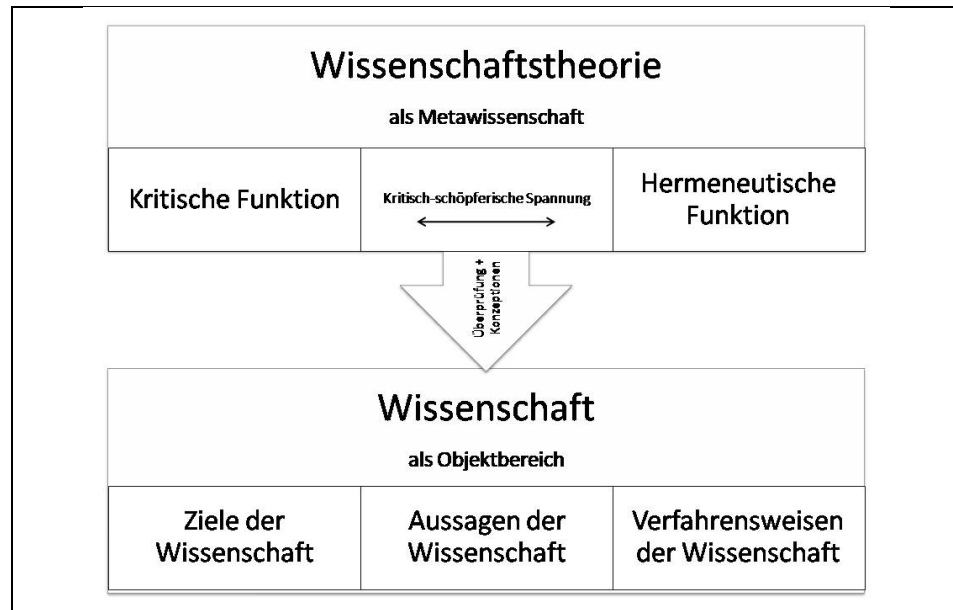 Wissenschaftstheorie
als Metawissenschaft
Kritische Funktion
Kritisch-schöpferische Spannung
Hermeneutische
Funktion
Überprüfung +
Konzeptionen
Wissenschaft
als Objektbereich
Ziele der
Wissenschaft
Aussagen der
Wissenschaft
Verfahrensweisen
der Wissenschaft